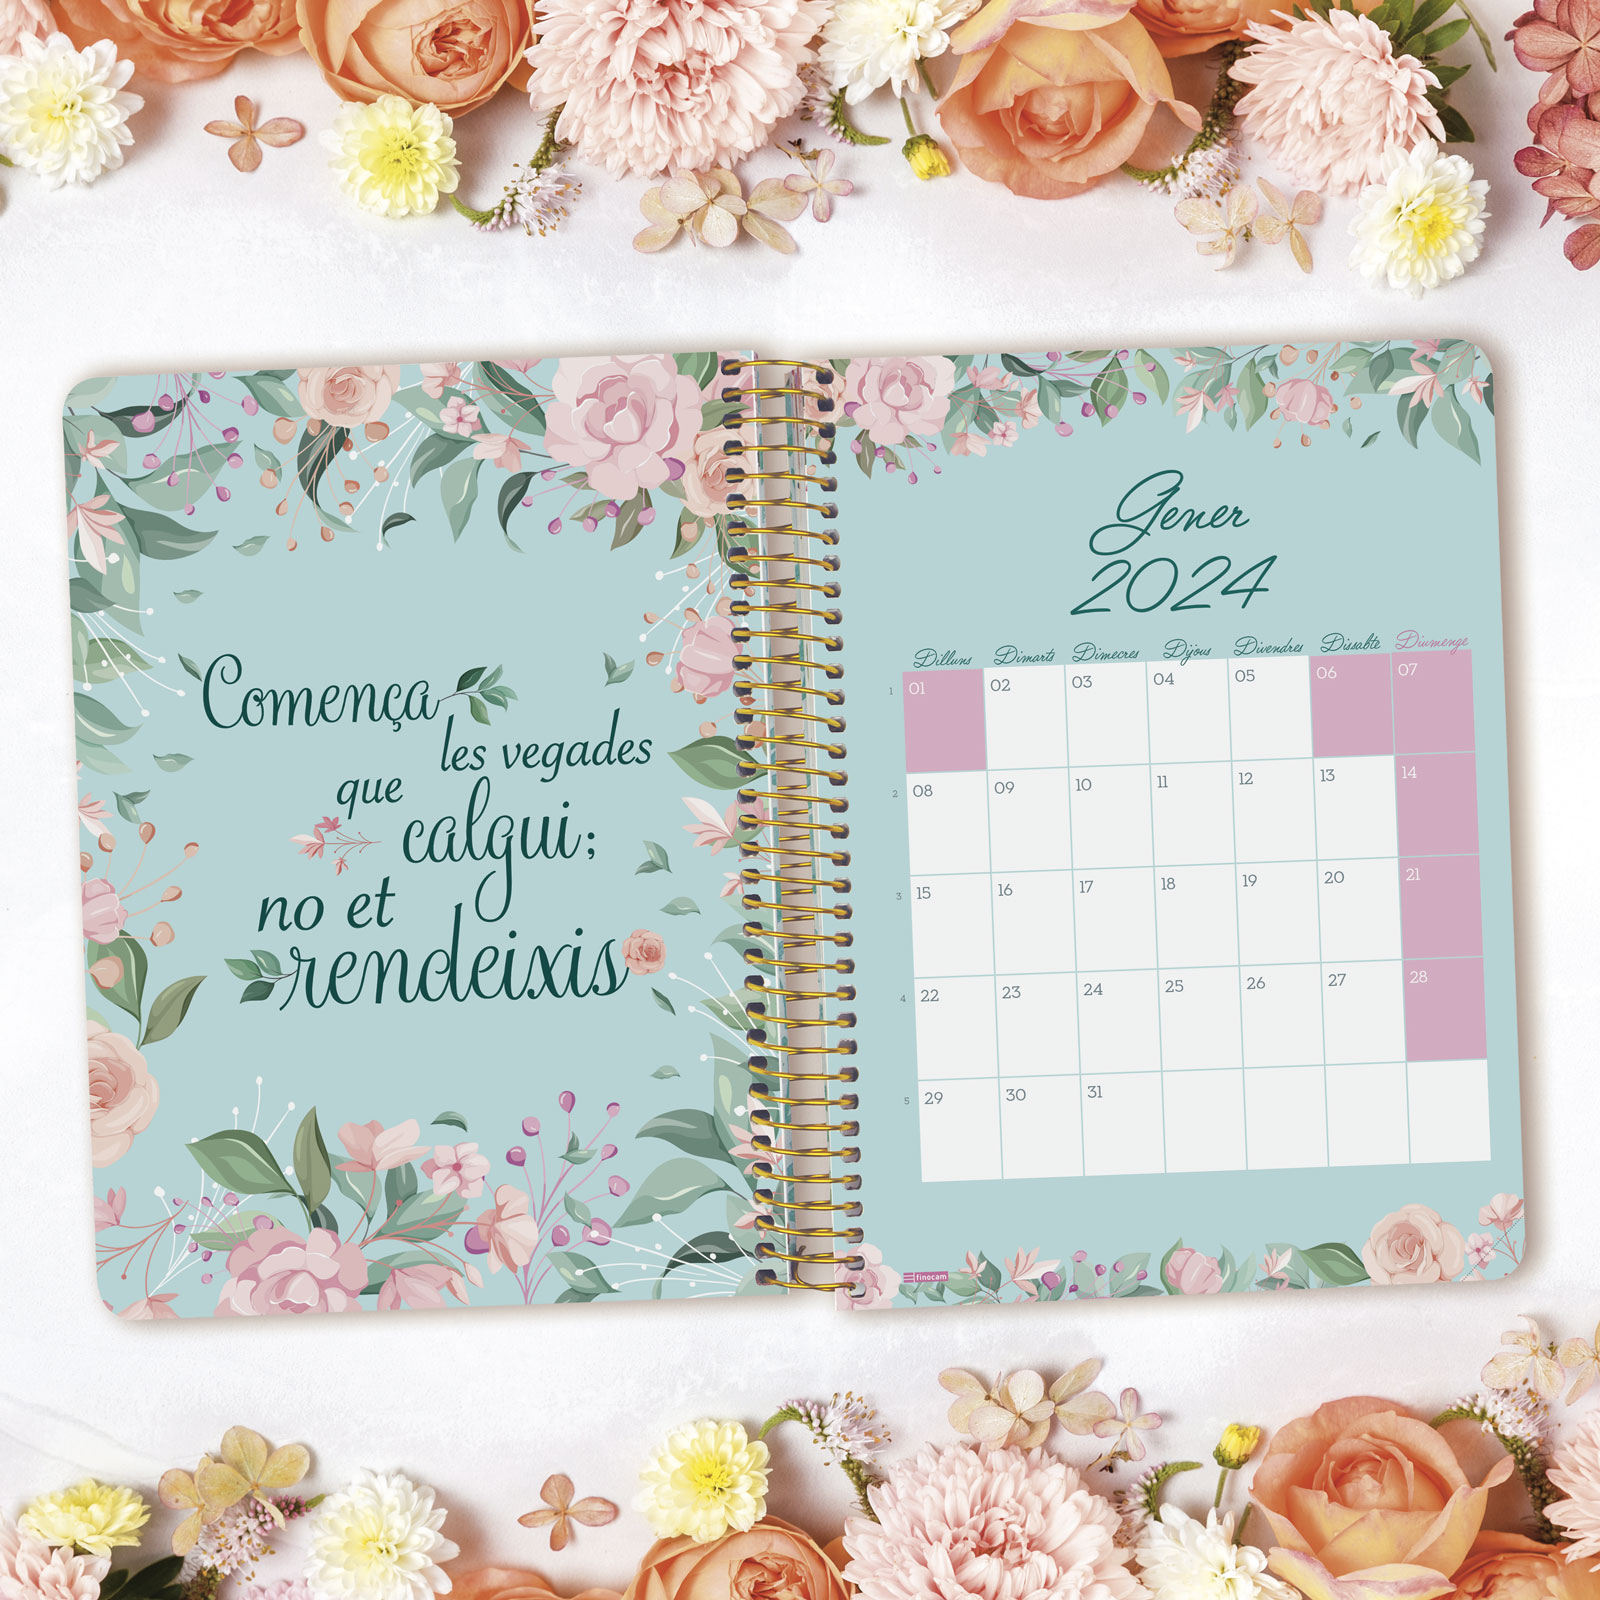 Comença
les vegades
que
calgui;
no et
rendeixis
Gener
2024
Dilluns Dimarts Dimecres Dijous Divendres Dissabte Diumenge
1 01 02 03 04 05 06 07
2 08 09 10 11 12 13 14
3 15 16 17 18 19 20 21
4 22 23 24 25 26 27 28
5 29 30 31
finocam